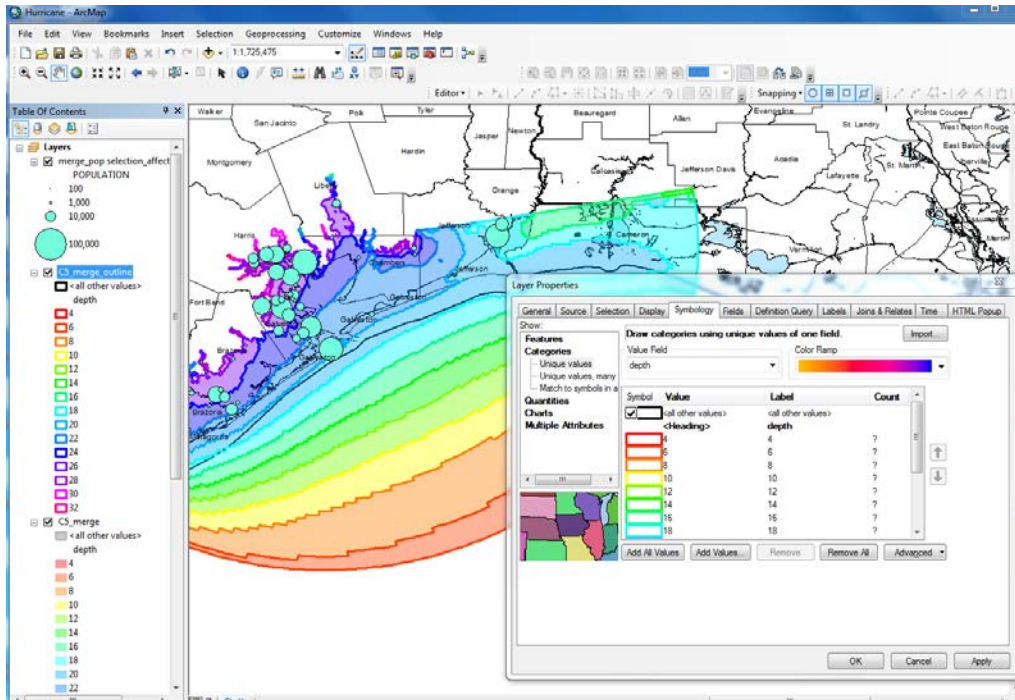 Hurricane - ArcMap
File Edit View Bookmarks Insert Selection Geoprocessing Customize Windows Help
1:1,725,475
Editor
Snapping
Table Of Contents
Layers
merge_pop selection_affect
POPULATION
100
1,000
10,000
100,000
C5_merge_outline
<all other values>
depth
4
6
8
10
12
14
16
18
20
22
24
26
28
30
32
C5_merge
<all other values>
depth
4
6
8
10
12
14
16
18
20
22
Walker
Polk
Tyler
San Jacinto
Jasper
Newton
Beauregard
Allen
Evangeline
St. Landry
Pointe Coupee
West Baton Rouge
East Baton Rouge
Iberville
Montgomery
Hardin
Liberty
Orange
Calcasieu
Jefferson Davis
Acadia
Lafayette
St. Martin
Assumption
Martin
Harris
Jefferson
Cameron
Vermilion
Chambers
Jefferson
Fort Bend
Galveston
Galveston
Galveston
Brazoria
Brazoria
Matagorda
Layer Properties
General Source Selection Display Symbology Fields Definition Query Labels Joins & Relates Time HTML Popup
Show:
Features
Categories
Unique values
Unique values, many
Match to symbols in a
Quantities
Charts
Multiple Attributes
Draw categories using unique values of one field.
Import...
Value Field
Color Ramp
depth
Symbol Value Label Count
<all other values> <all other values>
<Heading> depth
4 4 ?
6 6 ?
8 8 ?
10 10 ?
12 12 ?
14 14 ?
16 16 ?
18 18 ?
Add All Values Add Values... Remove Remove All Advanced
OK Cancel Apply